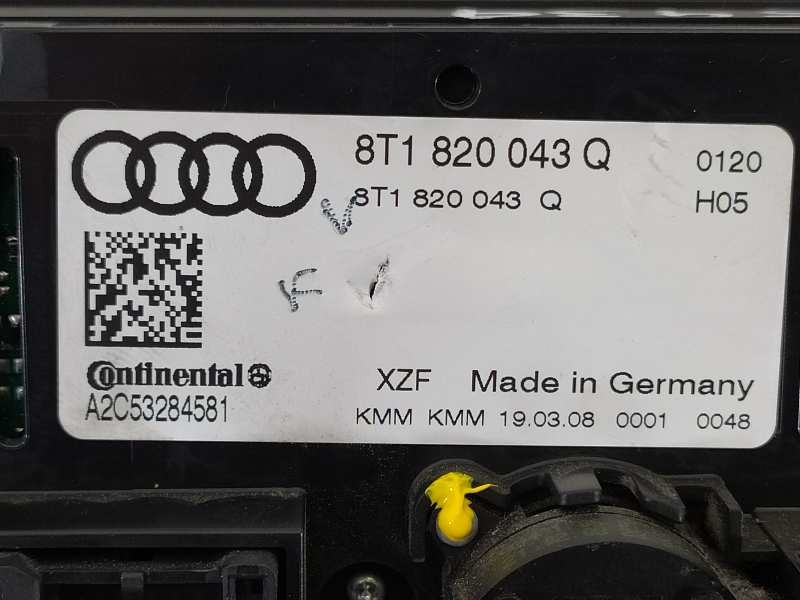 8T1 820 043 Q 0120
8T1 820 043 Q H05
Continental
A2C53284581
XZF Made in Germany
KMM KMM 19.03.08 0001 0048